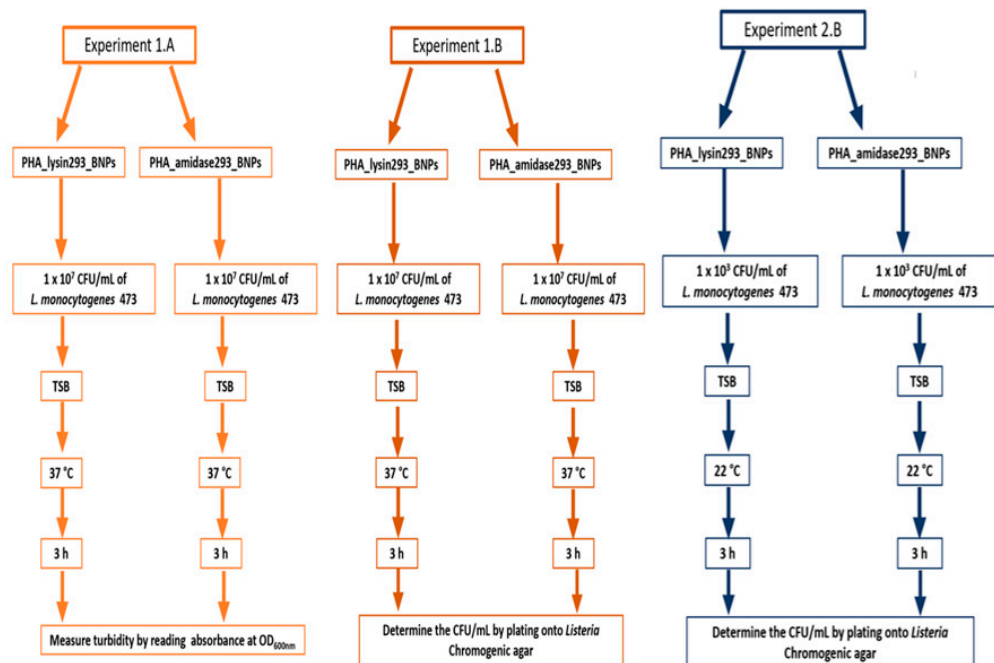 Experiment 1.A
PHA_lysin293_BNPs
PHA_amidase293_BNPs
1 x 10⁷ CFU/mL of
L. monocytogenes 473
1 x 10⁷ CFU/mL of
L. monocytogenes 473
TSB
TSB
37 °C
37 °C
3 h
3 h
Measure turbidity by reading absorbance at OD₆₀₀ₙₘ
Experiment 1.B
PHA_lysin293_BNPs
PHA_amidase293_BNPs
1 x 10⁷ CFU/mL of
L. monocytogenes 473
1 x 10⁷ CFU/mL of
L. monocytogenes 473
TSB
TSB
37 °C
37 °C
3 h
3 h
Determine the CFU/mL by plating onto Listeria
Chromogenic agar
Experiment 2.B
PHA_lysin293_BNPs
PHA_amidase293_BNPs
1 x 10³ CFU/mL of
L. monocytogenes 473
1 x 10³ CFU/mL of
L. monocytogenes 473
TSB
TSB
22 °C
22 °C
3 h
3 h
Determine the CFU/mL by plating onto Listeria
Chromogenic agar